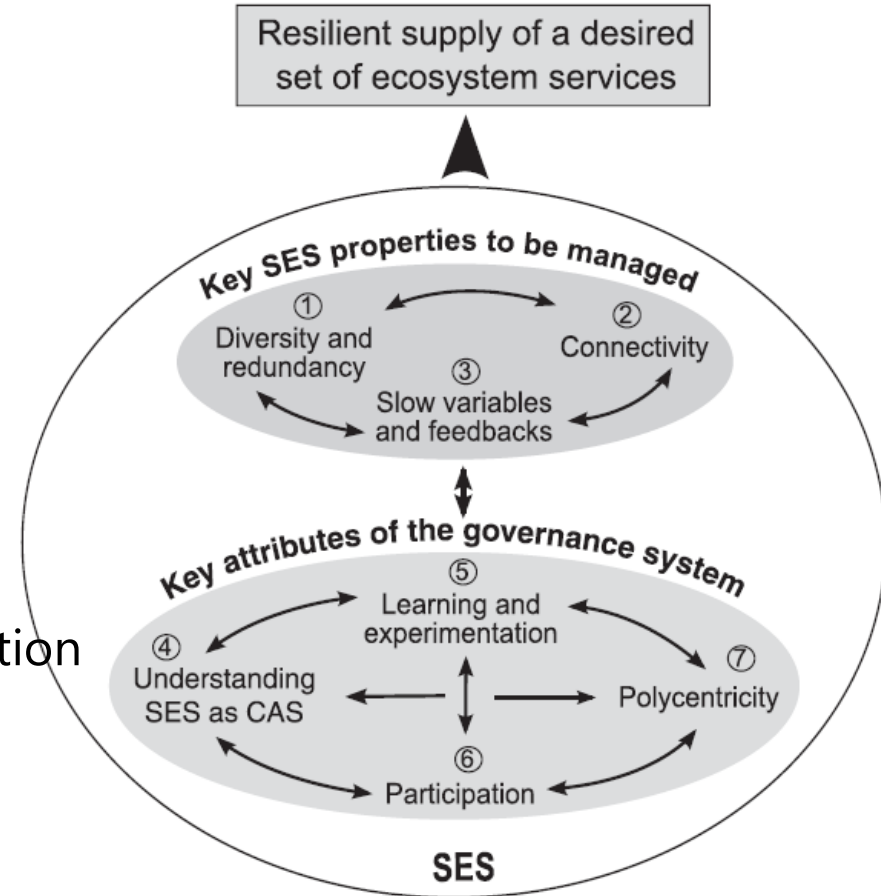 Resilient supply of a desired
set of ecosystem services
Key SES properties to be managed
①
Diversity and
redundancy
②
Connectivity
③
Slow variables
and feedbacks
Key attributes of the governance system
⑤
Learning and
experimentation
tion
④
Understanding
SES as CAS
⑦
Polycentricity
⑥
Participation
SES